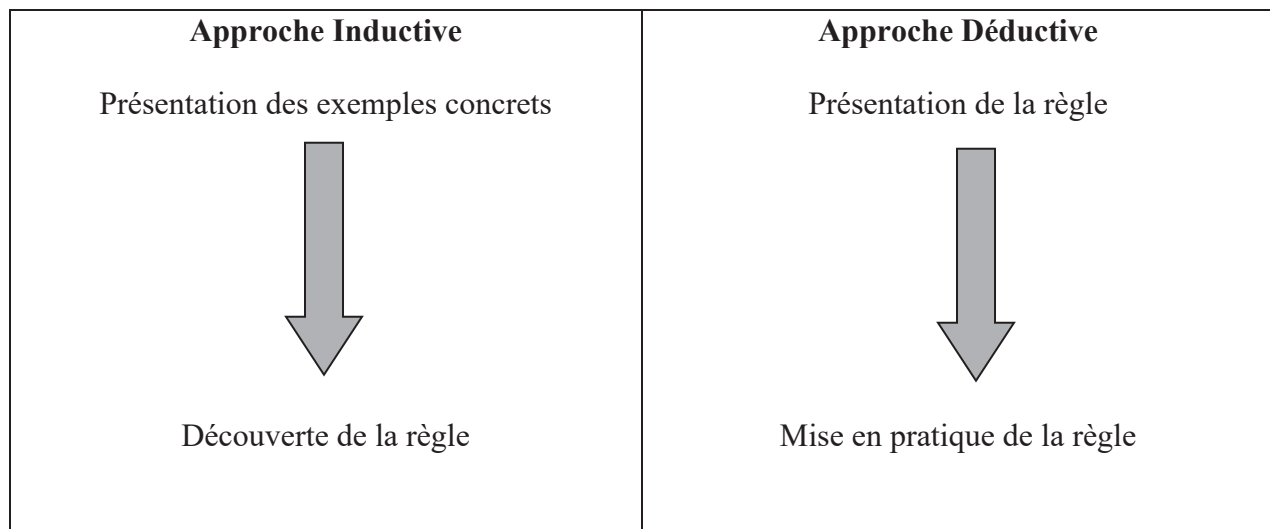 Approche Inductive
Présentation des exemples concrets
Découverte de la règle
Approche Déductive
Présentation de la règle
Mise en pratique de la règle